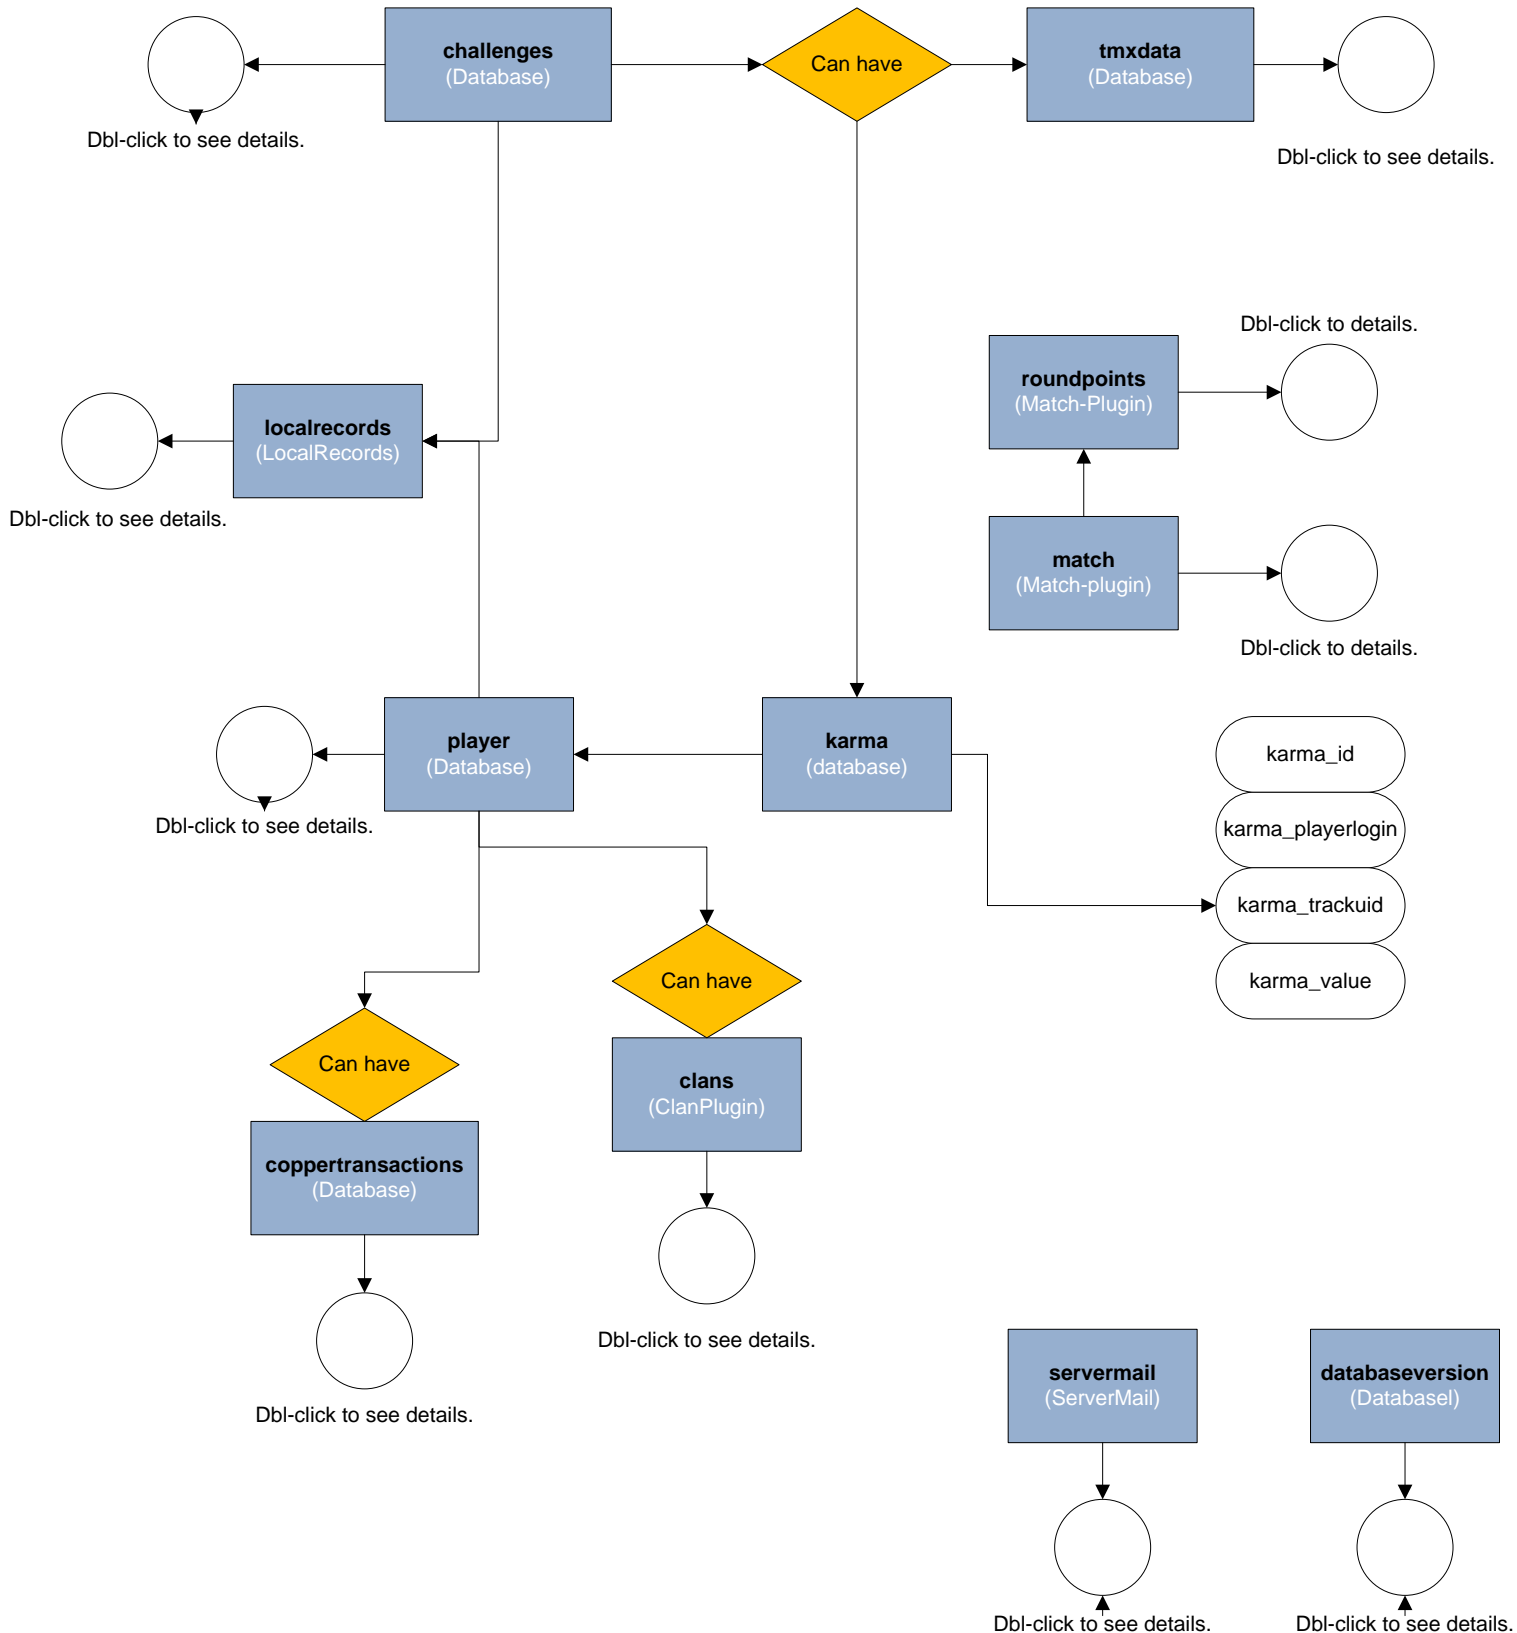 challenges
(Database)
Can have
tmxdata
(Database)
Dbl-click to see details.
Dbl-click to see details.
Dbl-click to details.
roundpoints
(Match-Plugin)
localrecords
(LocalRecords)
Dbl-click to see details.
match
(Match-plugin)
Dbl-click to details.
player
(Database)
karma
(database)
karma_id
Dbl-click to see details.
karma_playerlogin
karma_trackuid
karma_value
Can have
Can have
clans
(ClanPlugin)
coppertransactions
(Database)
Dbl-click to see details.
Dbl-click to see details.
servermail
(ServerMail)
databaseversion
(Databasel)
Dbl-click to see details.
Dbl-click to see details.